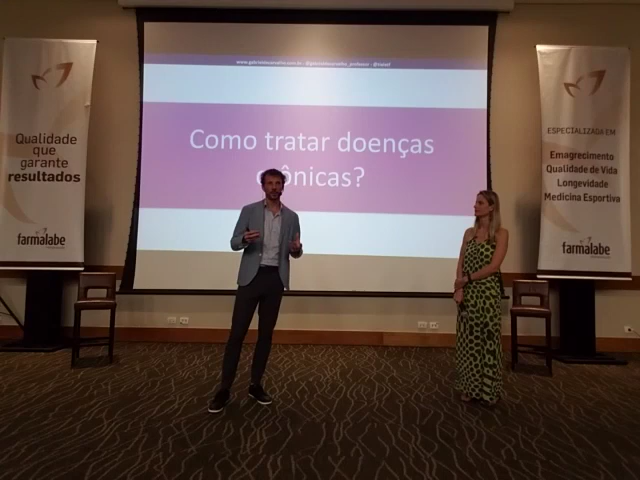 Qualidade
que
garante
resultados
farmalabe
Como tratar doenças
crônicas?
ESPECIALIZADA EM
Emagrecimento
Qualidade de Vida
Longevidade
Medicina Esportiva
farmalabe